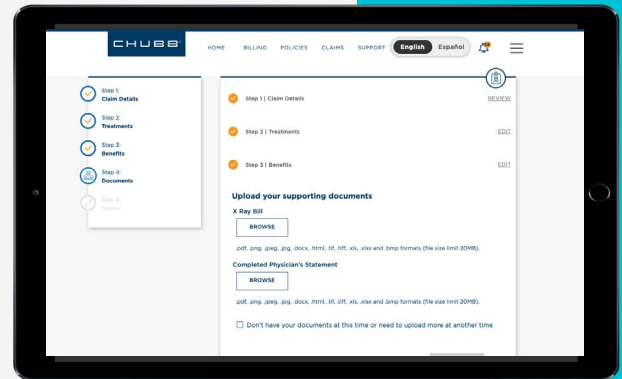 CHUBB
HOME BILLING POLICIES CLAIMS SUPPORT English Español
Step 1:
Claim Details
Step 2:
Treatments
Step 3:
Benefits
Step 4:
Documents
Step 5:
Review
Step 1 | Claim Details REVIEW
Step 2 | Treatments EDIT
Step 3 | Benefits EDIT
Upload your supporting documents
X Ray Bill
BROWSE
.pdf, .png, .jpeg, .jpg, .docx, .html, .tif, .tiff, .xls, .xlsx and .bmp formats (file size limit 20MB).
Completed Physician's Statement
BROWSE
.pdf, .png, .jpeg, .jpg, .docx, .html, .tif, .tiff, .xls, .xlsx and .bmp formats (file size limit 20MB).
Don't have your documents at this time or need to upload more at another time